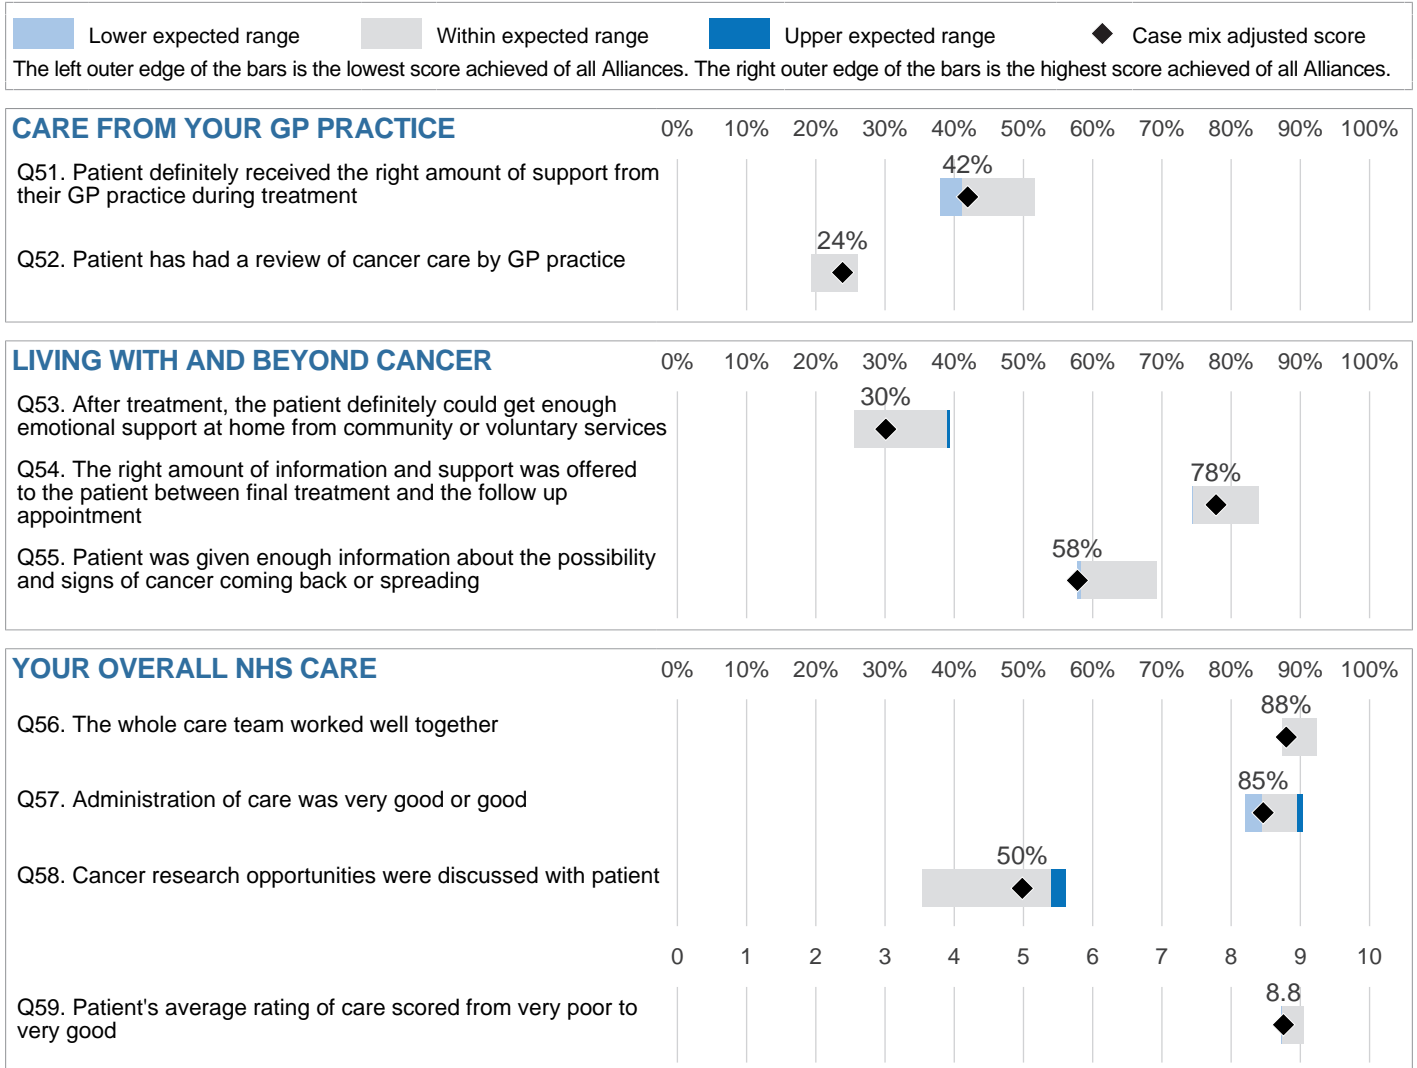 Lower expected range Within expected range Upper expected range Case mix adjusted score
The left outer edge of the bars is the lowest score achieved of all Alliances. The right outer edge of the bars is the highest score achieved of all Alliances.
CARE FROM YOUR GP PRACTICE 0% 10% 20% 30% 40% 50% 60% 70% 80% 90% 100%
Q51. Patient definitely received the right amount of support from
their GP practice during treatment
42%
Q52. Patient has had a review of cancer care by GP practice
24%
LIVING WITH AND BEYOND CANCER 0% 10% 20% 30% 40% 50% 60% 70% 80% 90% 100%
Q53. After treatment, the patient definitely could get enough
emotional support at home from community or voluntary services
30%
Q54. The right amount of information and support was offered
to the patient between final treatment and the follow up
appointment
78%
Q55. Patient was given enough information about the possibility
and signs of cancer coming back or spreading
58%
YOUR OVERALL NHS CARE 0% 10% 20% 30% 40% 50% 60% 70% 80% 90% 100%
Q56. The whole care team worked well together
88%
Q57. Administration of care was very good or good
85%
Q58. Cancer research opportunities were discussed with patient
50%
0 1 2 3 4 5 6 7 8 9 10
Q59. Patient's average rating of care scored from very poor to
very good
8.8